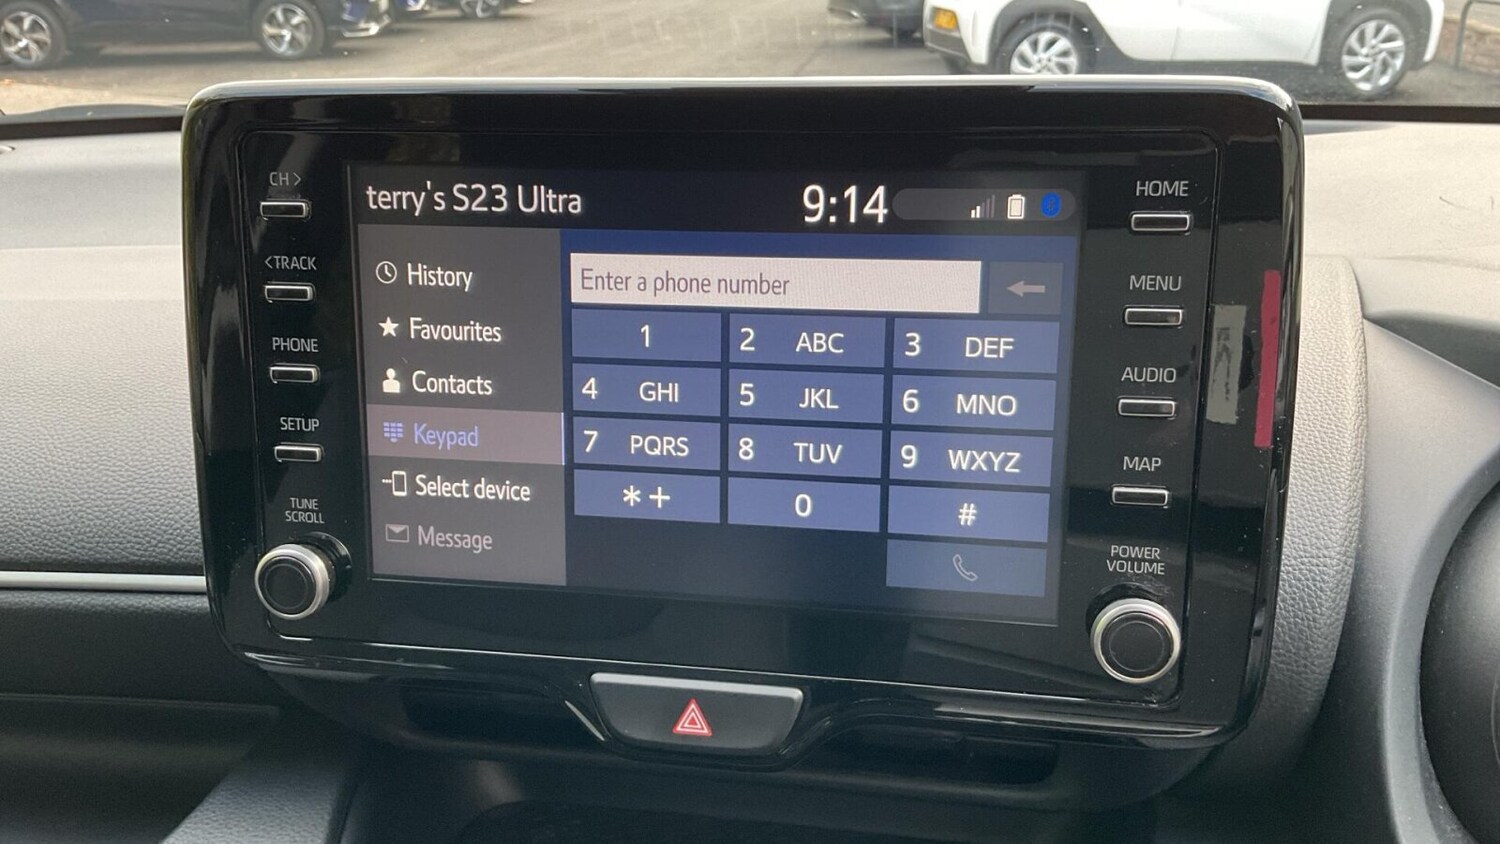 CH >
< TRACK
PHONE
SETUP
TUNE
SCROLL
terry's S23 Ultra
9:14
History
Favourites
Contacts
Keypad
Select device
Message
Enter a phone number
1
2 ABC
3 DEF
4 GHI
5 JKL
6 MNO
7 PQRS
8 TUV
9 WXYZ
*+
0
#
HOME
MENU
AUDIO
MAP
POWER
VOLUME